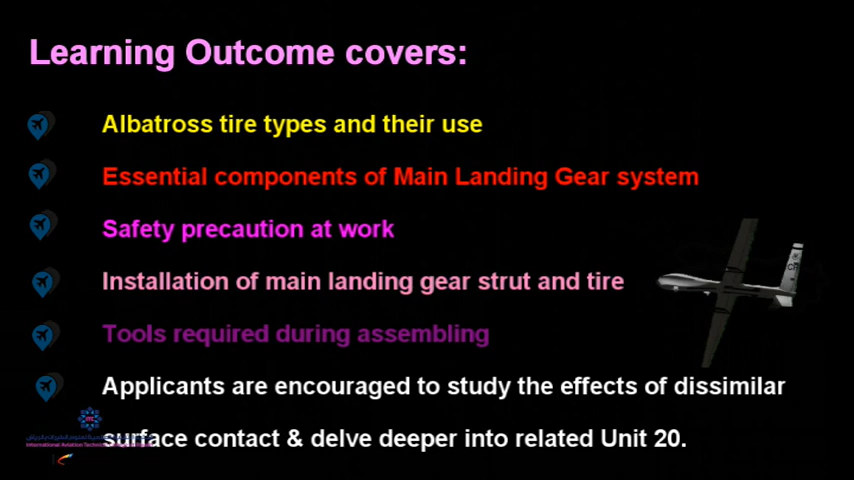 Learning Outcome covers:
Albatross tire types and their use
Essential components of Main Landing Gear system
Safety precaution at work
Installation of main landing gear strut and tire
Tools required during assembling
Applicants are encouraged to study the effects of dissimilar
surface contact & delve deeper into related Unit 20.
International Aviation